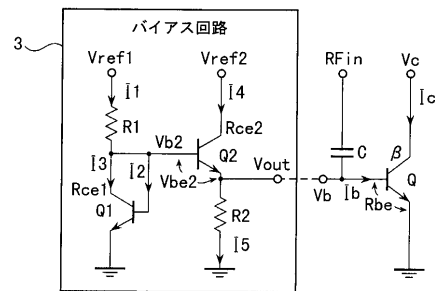 3
バイアス回路
Vref1
Vref2
RFin
Vc
I1
I4
Ic
R1
Vb2
Rce2
I3
I2
Q2
Vbe2
Vout
C
β
Q
Rce1
Q1
Vb
Ib
Rbe
R2
I5